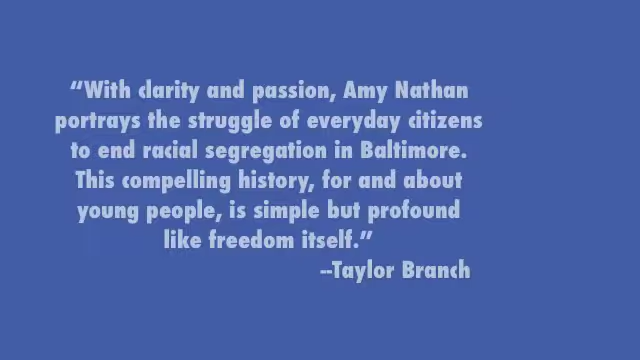 “With clarity and passion, Amy Nathan
portrays the struggle of everyday citizens
to end racial segregation in Baltimore.
This compelling history, for and about
young people, is simple but profound
like freedom itself.”
--Taylor Branch